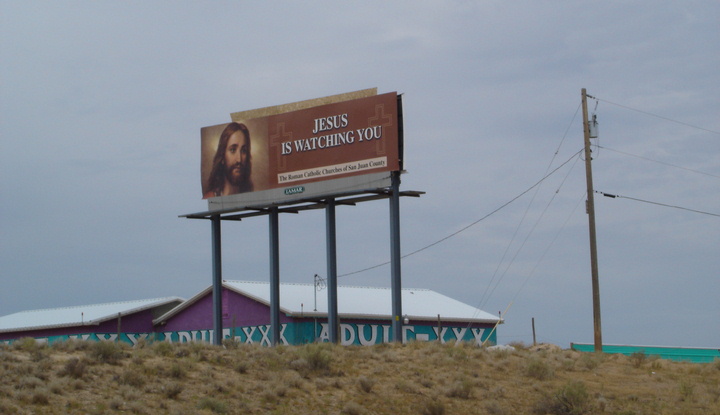 JESUS
IS WATCHING YOU
The Roman Catholic Churches of San Juan County
LAMAR
XXX ADULT-XXX ADULT-XXX